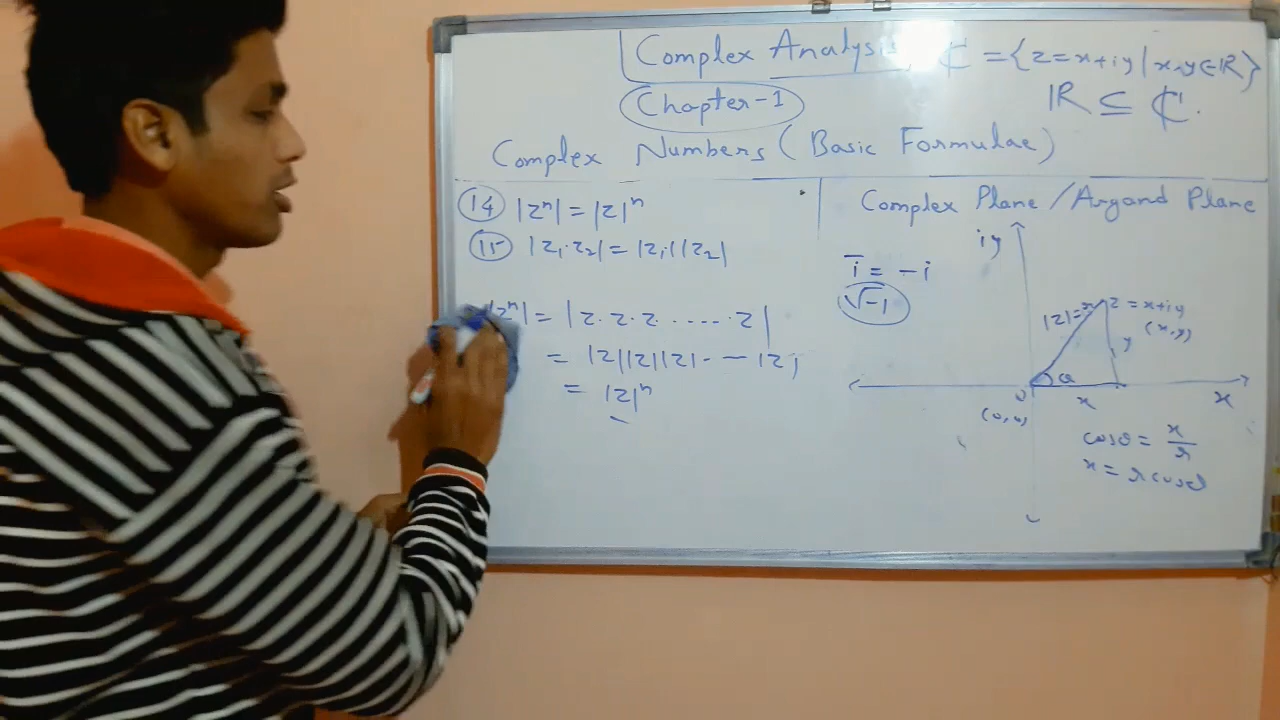 Complex Analysis, ℂ = {z = x+iy | x,y ∈ ℝ}
Chapter-1
ℝ ⊆ ℂ.
Complex Numbers (Basic Formulae)
14 |zⁿ| = |z|ⁿ
15 |z₁·z₂| = |z₁||z₂|
|zⁿ| = |z·z·z·.....·z|
= |z||z||z|·--|z|
= |z|ⁿ
Complex Plane/Argand Plane
i̅ = -i
√-1
iy
|z|=r
z = x+iy
(x,y)
y
θ
0
x
x
(0,0)
cosθ = x/r
x = r cosθ